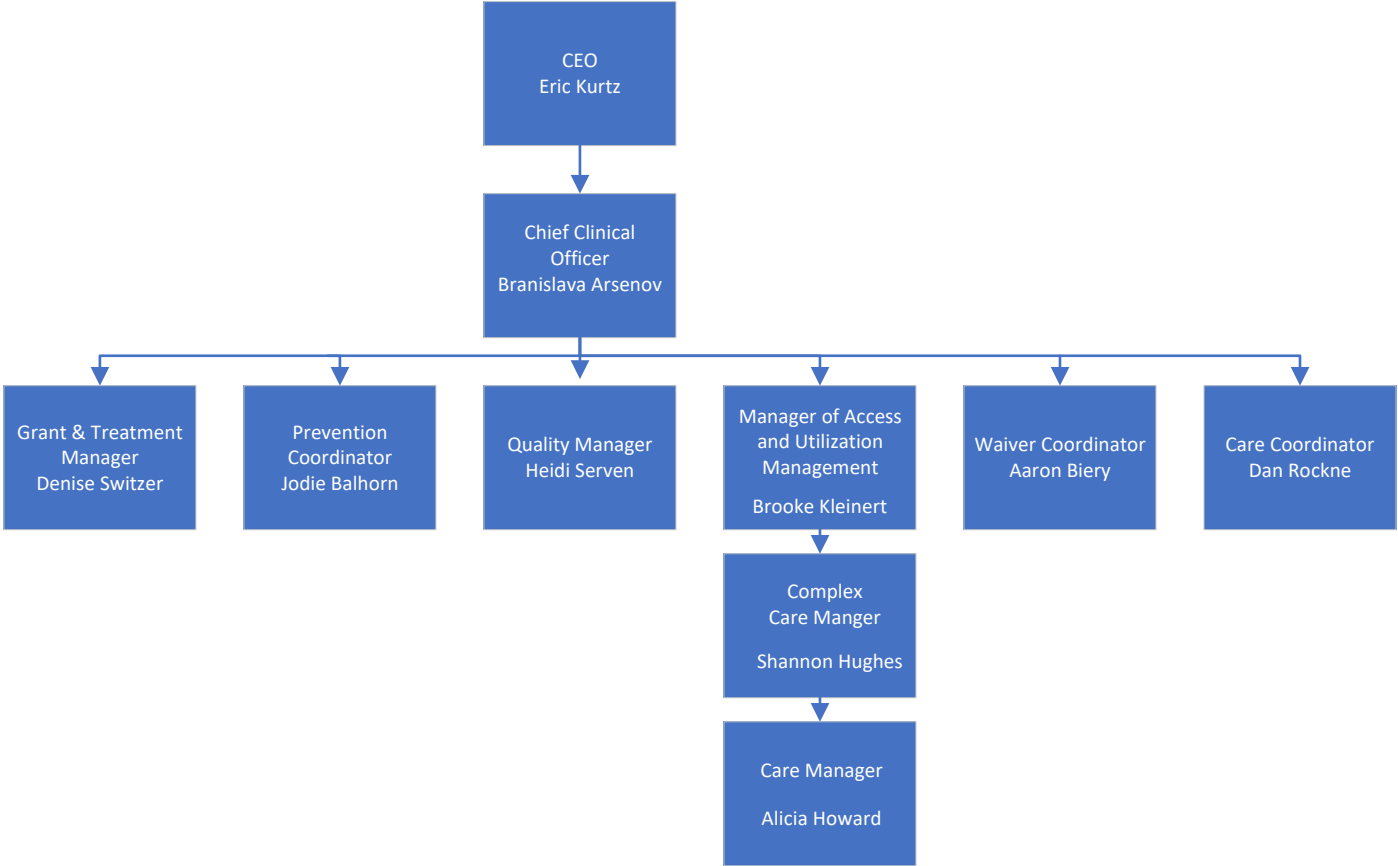 CEO
Eric Kurtz
Chief Clinical
Officer
Branislava Arsenov
Grant & Treatment
Manager
Denise Switzer
Prevention
Coordinator
Jodie Balhorn
Quality Manager
Heidi Serven
Manager of Access
and Utilization
Management
Brooke Kleinert
Waiver Coordinator
Aaron Biery
Care Coordinator
Dan Rockne
Complex
Care Manger
Shannon Hughes
Care Manager
Alicia Howard